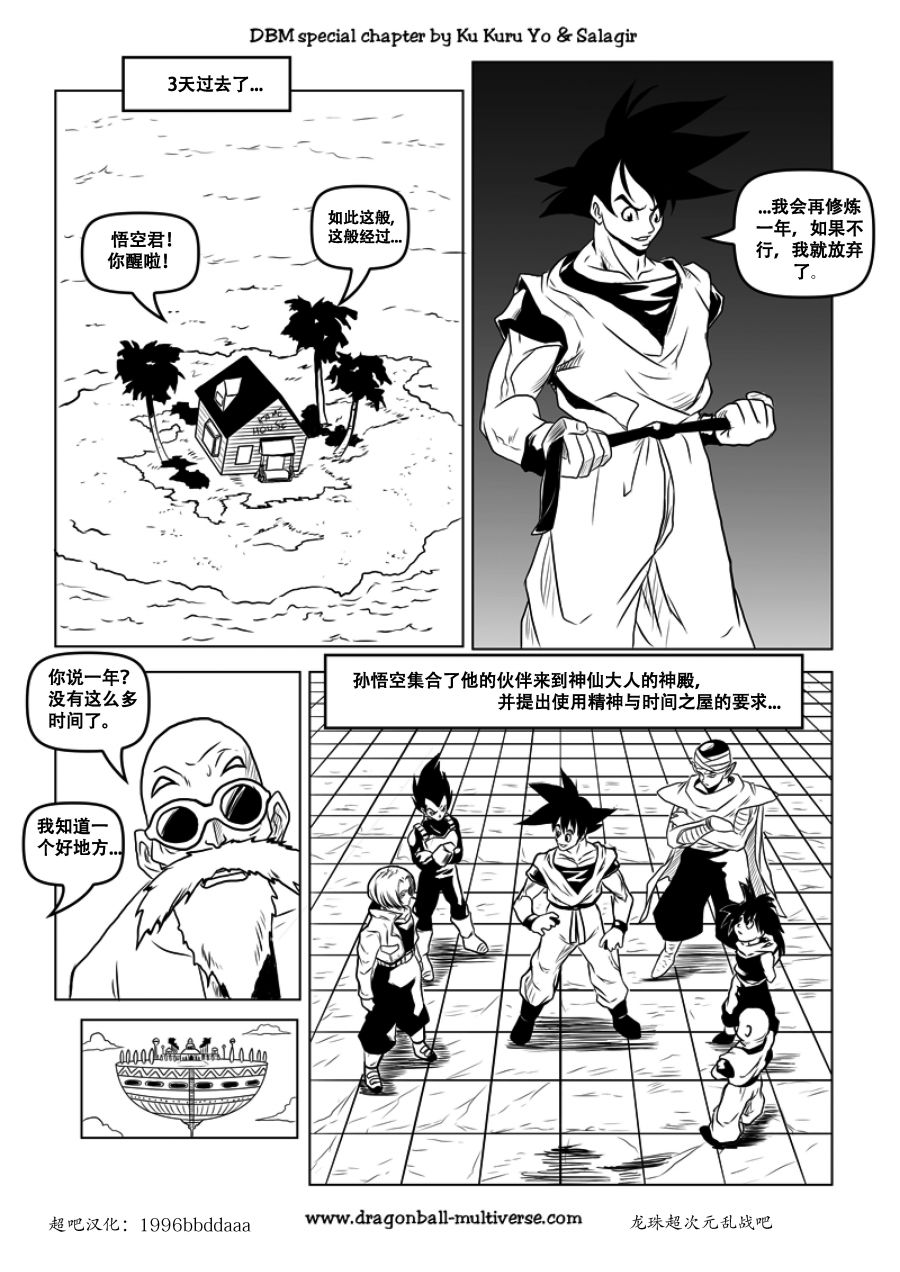 DBM special chapter by Ku Kuru Yo & Salagir
3天过去了...
悟空君！
你醒啦！
如此这般,
这般经过...
...我会再修炼
一年，如果不
行，我就放弃
了。
你说一年？
没有这么多
时间了。
我知道一
个好地方...
孙悟空集合了他的伙伴来到神仙大人的神殿,
并提出使用精神与时间之屋的要求...
超吧汉化：1996bbddaaa
www.dragonball-multiverse.com
龙珠超次元乱战吧